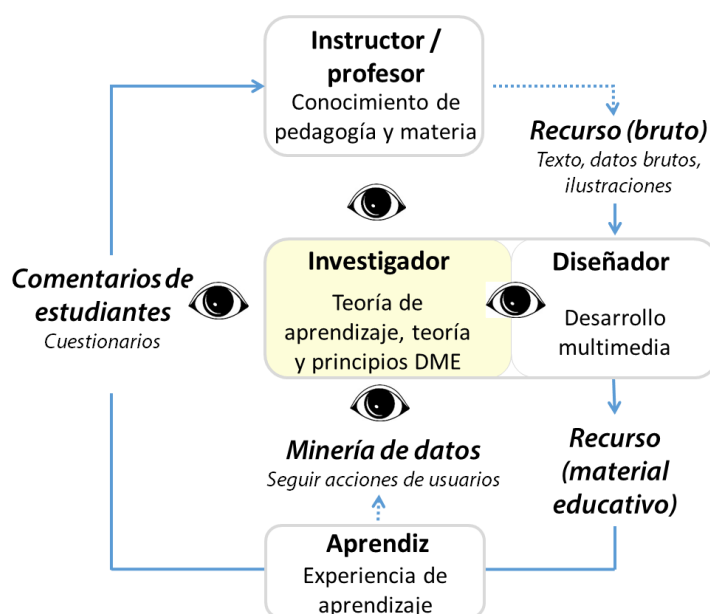 Instructor /
profesor
Conocimiento de
pedagogía y materia
Recurso (bruto)
Texto, datos brutos,
ilustraciones
Comentarios de
estudiantes
Cuestionarios
Investigador
Teoría de
aprendizaje, teoría
y principios DME
Diseñador
Desarrollo
multimedia
Minería de datos
Seguir acciones de usuarios
Recurso
(material
educativo)
Aprendiz
Experiencia de
aprendizaje